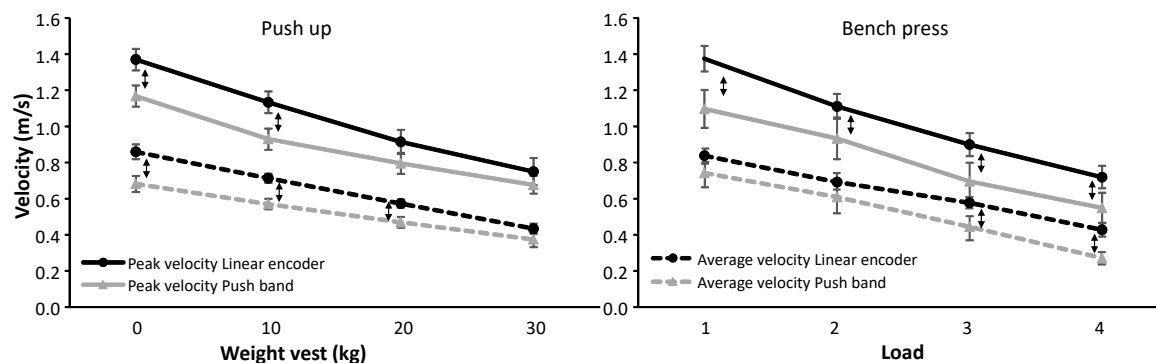 Push up
Bench press
Velocity (m/s)
1.6
1.4
1.2
1.0
0.8
0.6
0.4
0.2
0.0
Peak velocity Linear encoder
Peak velocity Push band
0 10 20 30
Weight vest (kg)
1.6
1.4
1.2
1.0
0.8
0.6
0.4
0.2
0.0
Average velocity Linear encoder
Average velocity Push band
1 2 3 4
Load